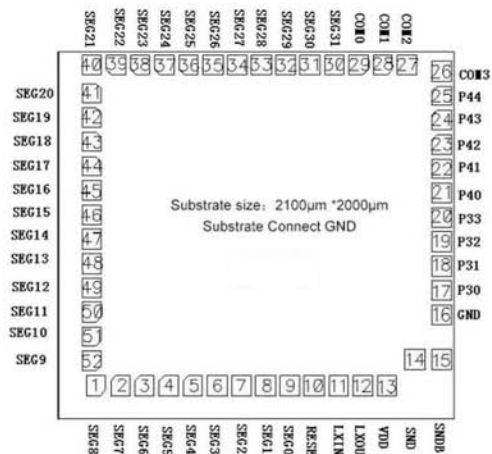 SEG21 SEG22 SEG23 SEG24 SEG25 SEG26 SEG27 SEG28 SEG29 SEG30 SEG31 COM0 COM1 COM2
40 39 38 37 36 35 34 33 32 31 30 29 28 27
26 COM3
SEG20 41 25 P44
SEG19 42 24 P43
SEG18 43 23 P42
SEG17 44 22 P41
SEG16 45 21 P40
SEG15 46 20 P33
SEG14 47 19 P32
SEG13 48 18 P31
SEG12 49 17 P30
SEG11 50 16 GND
SEG10 51
SEG9 52 14 15
Substrate size: 2100μm *2000μm
Substrate Connect GND
1 2 3 4 5 6 7 8 9 10 11 12 13
SEG8 SEG7 SEG6 SEG5 SEG4 SEG3 SEG2 SEG1 SEG0 RESE LXIN LXOU VDD SND SNDB